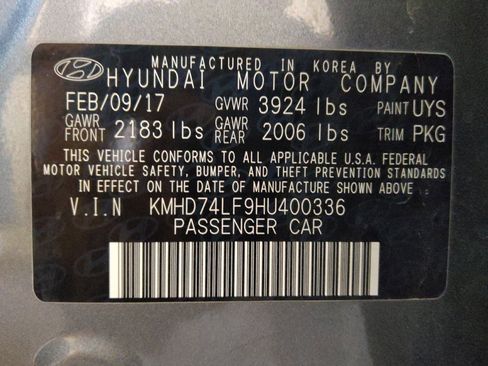 MANUFACTURED IN KOREA BY
HYUNDAI MOTOR COMPANY
FEB/09/17 GVWR 3924 lbs PAINT UYS
GAWR FRONT 2183 lbs GAWR REAR 2006 lbs TRIM PKG
THIS VEHICLE CONFORMS TO ALL APPLICABLE U.S.A. FEDERAL
MOTOR VEHICLE SAFETY, BUMPER, AND THEFT PREVENTION STANDARDS
IN EFFECT ON THE DATE OF MANUFACTURE SHOWN ABOVE
V.I.N KMHD74LF9HU400336
PASSENGER CAR